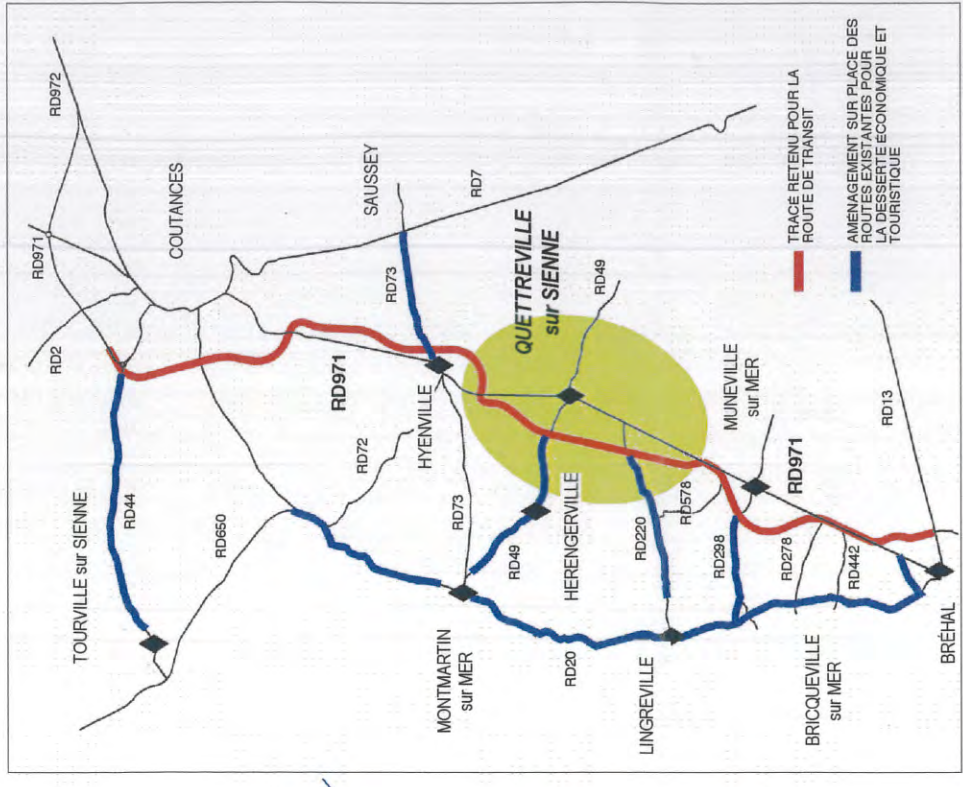 RD972
RD971
RD2
COUTANCES
TOURVILLE sur SIENNE
RD44
RD650
SAUSSEY
RD7
RD73
RD971
HYENVILLE
RD72
RD73
QUETTREVILLE
sur SIENNE
RD49
MONTMARTIN
sur MER
RD49
HERENGERVILLE
RD220
RD578
MUNEVILLE
sur MER
RD971
RD20
LINGREVILLE
RD298
RD278
RD442
BRICQUEVILLE
sur MER
RD13
BRÉHAL
TRACE RETENU POUR LA
ROUTE DE TRANSIT
AMENAGEMENT SUR PLACE DES
ROUTES EXISTANTES POUR
LA DESSERTE ÉCONOMIQUE ET
TOURISTIQUE